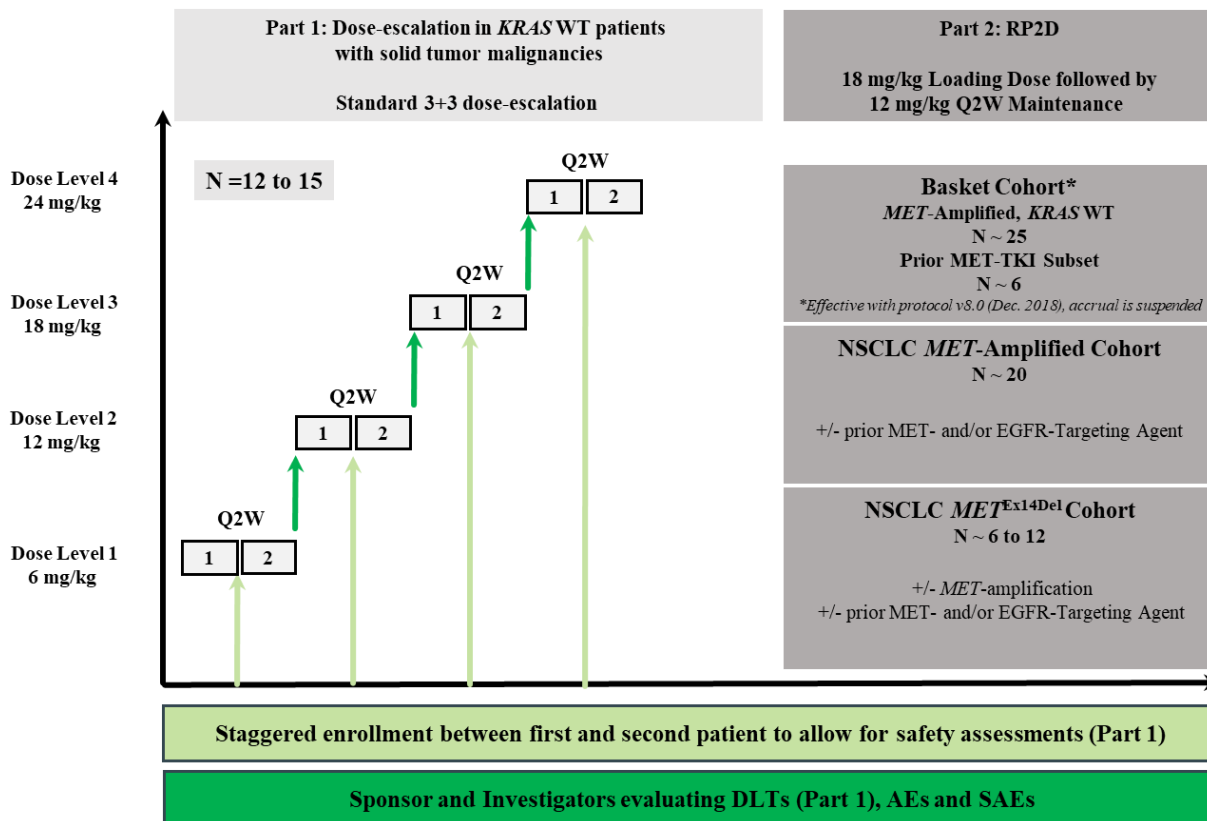 Part 1: Dose-escalation in KRAS WT patients
with solid tumor malignancies
Standard 3+3 dose-escalation
Part 2: RP2D
18 mg/kg Loading Dose followed by
12 mg/kg Q2W Maintenance
N =12 to 15
Dose Level 4
24 mg/kg
Q2W
1 2
Dose Level 3
18 mg/kg
Q2W
1 2
Dose Level 2
12 mg/kg
Q2W
1 2
Dose Level 1
6 mg/kg
Q2W
1 2
Basket Cohort*
MET-Amplified, KRAS WT
N ~ 25
Prior MET-TKI Subset
N ~ 6
*Effective with protocol v8.0 (Dec. 2018), accrual is suspended
NSCLC MET-Amplified Cohort
N ~ 20
+/- prior MET- and/or EGFR-Targeting Agent
NSCLC METEx14Del Cohort
N ~ 6 to 12
+/- MET-amplification
+/- prior MET- and/or EGFR-Targeting Agent
Staggered enrollment between first and second patient to allow for safety assessments (Part 1)
Sponsor and Investigators evaluating DLTs (Part 1), AEs and SAEs